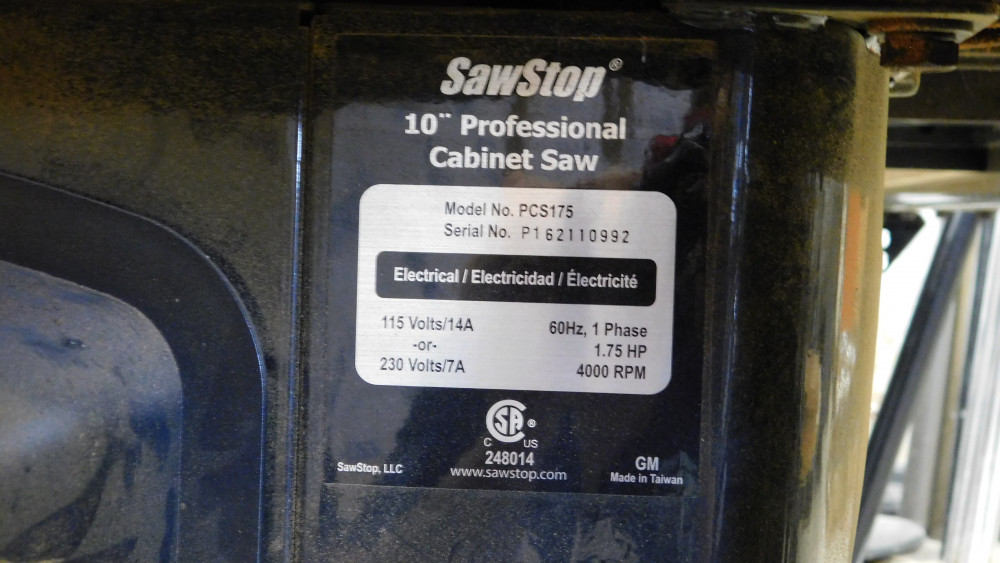 SawStop®
10¨ Professional
Cabinet Saw
Model No. PCS175
Serial No. P162110992
Electrical / Electricidad / Électricité
115 Volts/14A
-or-
230 Volts/7A
60Hz, 1 Phase
1.75 HP
4000 RPM
SA ®
C US
248014
www.sawstop.com
SawStop, LLC
GM
Made in Taiwan